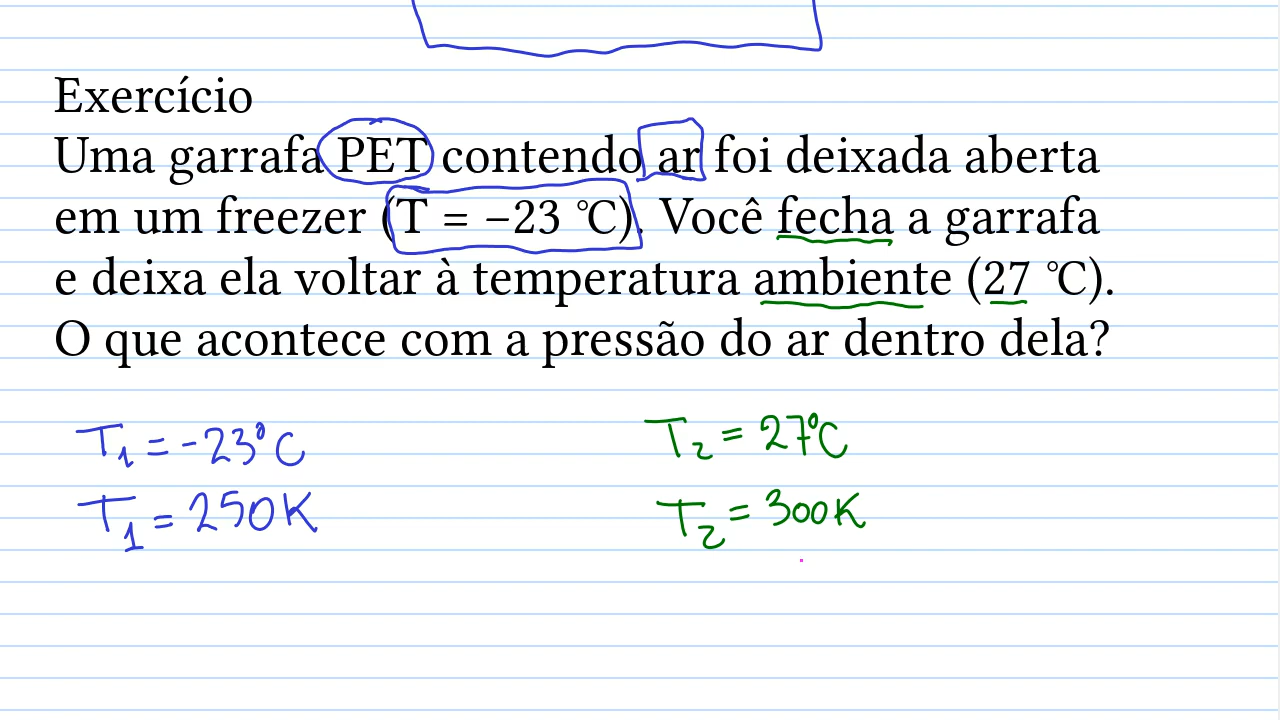 Exercício
Uma garrafa PET contendo ar foi deixada aberta
em um freezer (T = −23 °C). Você fecha a garrafa
e deixa ela voltar à temperatura ambiente (27 °C).
O que acontece com a pressão do ar dentro dela?
T₁ = -23°C
T₂ = 27°C
T₁ = 250K
T₂ = 300K